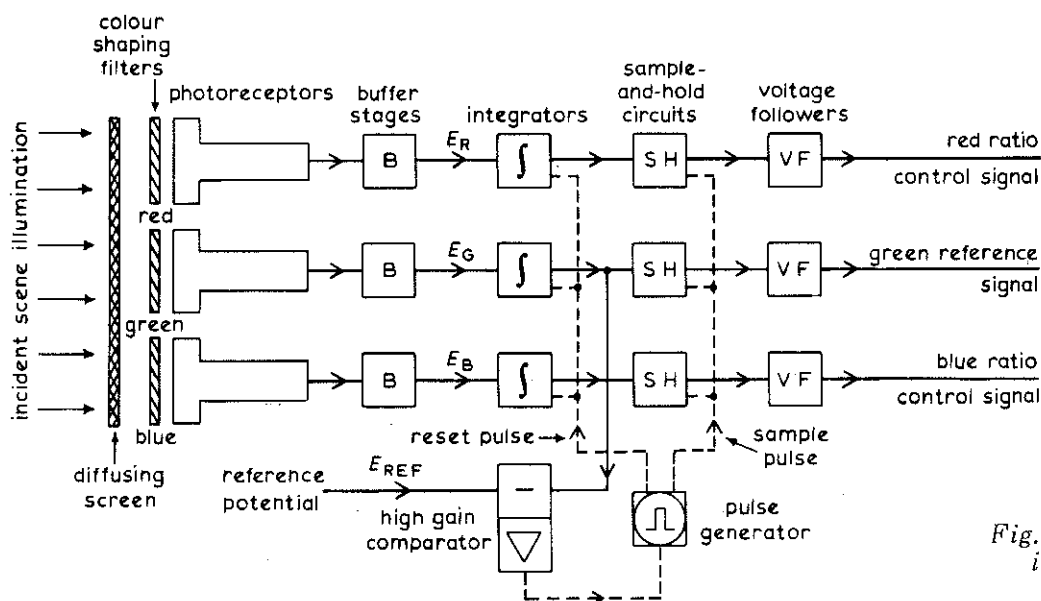 colour
shaping
filters
photoreceptors
buffer
stages
integrators
sample-
and-hold
circuits
voltage
followers
incident scene illumination
B
E_R
∫
SH
VF
red ratio
control signal
red
B
E_G
∫
SH
VF
green reference
signal
green
B
E_B
∫
SH
VF
blue ratio
control signal
blue
diffusing
screen
reset pulse
sample
pulse
reference
potential
E_REF
−
high gain
comparator
pulse
generator
Fig.
i